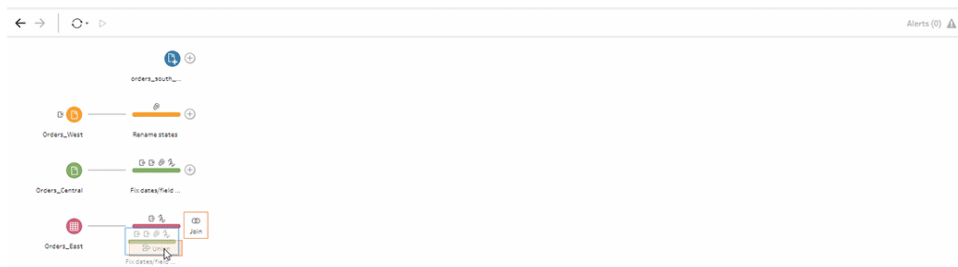 Alerts (0)
orders_south_...
Orders_West
Rename states
Orders_Central
Fix dates/field ...
Join
Orders_East
Fix dates/field ...